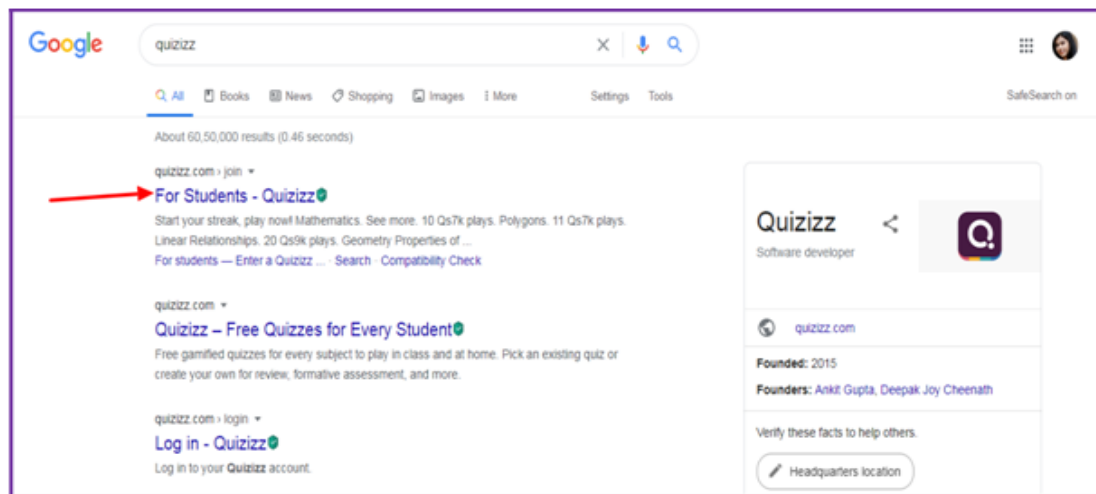 Google
quizizz
All Books News Shopping Images More Settings Tools
SafeSearch on
About 60,50,000 results (0.46 seconds)
quizizz.com › join
For Students - Quizizz
Start your streak, play now! Mathematics. See more. 10 Qs7k plays. Polygons. 11 Qs7k plays.
Linear Relationships. 20 Qs9k plays. Geometry Properties of ...
For students — Enter a Quizizz ... · Search · Compatibility Check
quizizz.com
Quizizz – Free Quizzes for Every Student
Free gamified quizzes for every subject to play in class and at home. Pick an existing quiz or
create your own for review, formative assessment, and more.
quizizz.com › login
Log in - Quizizz
Log in to your Quizizz account.
Quizizz
Software developer
Q
quizizz.com
Founded: 2015
Founders: Ankit Gupta, Deepak Joy Cheenath
Verify these facts to help others.
Headquarters location